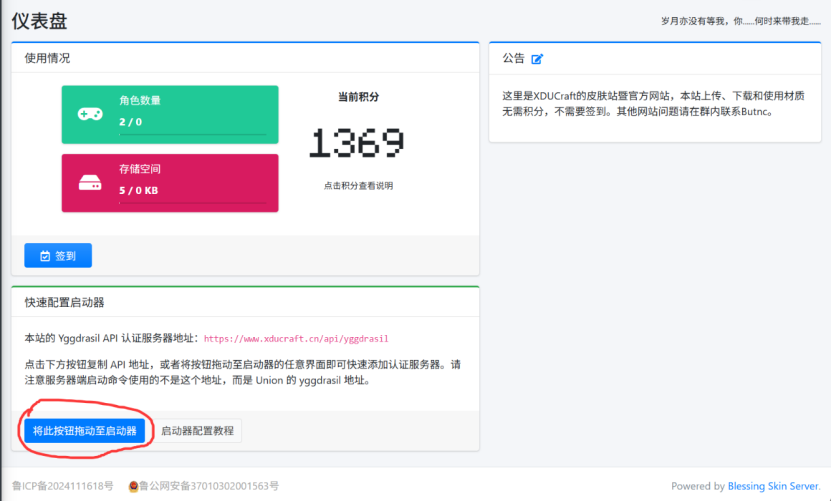 仪表盘
岁月亦没有等我，你……何时来带我走……
使用情况
角色数量
2 / 0
存储空间
5 / 0 KB
当前积分
1369
点击积分查看说明
签到
公告
这里是XDUCraft的皮肤站暨官方网站，本站上传、下载和使用材质
无需积分，不需要签到。其他网站问题请在群内联系Butnc。
快速配置启动器
本站的 Yggdrasil API 认证服务器地址：https://www.xducraft.cn/api/yggdrasil
点击下方按钮复制 API 地址，或者将按钮拖动至启动器的任意界面即可快速添加认证服务器。请
注意服务器端启动命令使用的不是这个地址，而是 Union 的 yggdrasil 地址。
将此按钮拖动至启动器
启动器配置教程
鲁ICP备2024111618号
鲁公网安备37010302001563号
Powered by Blessing Skin Server.